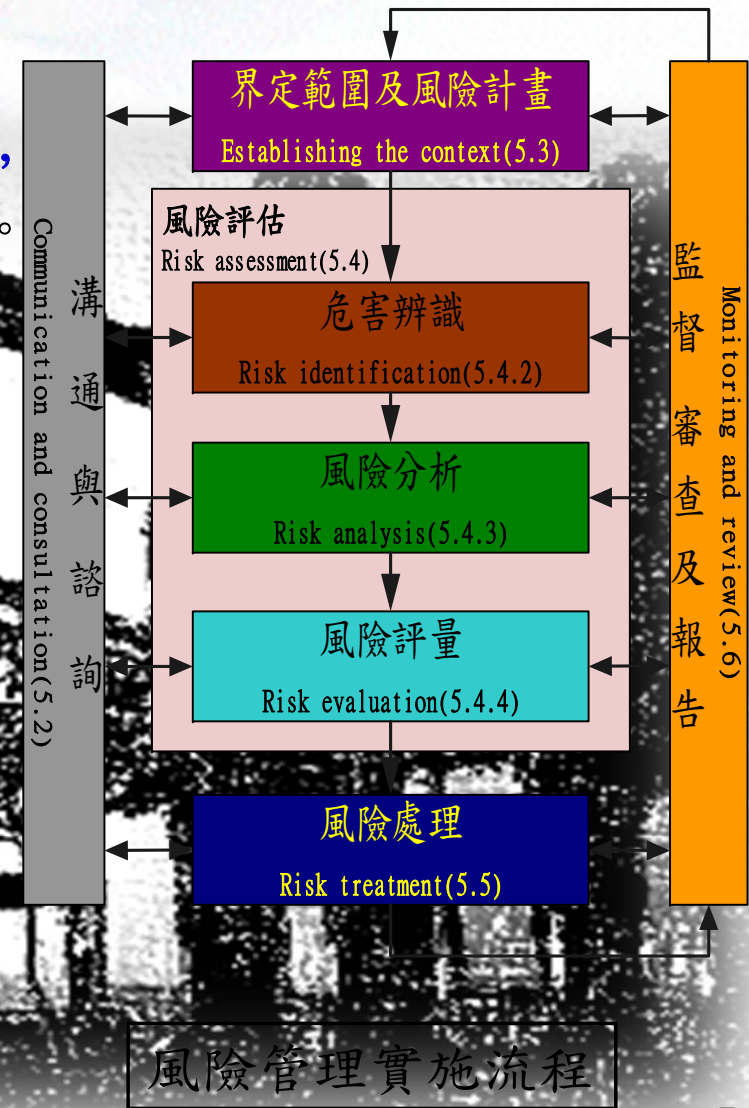 界定範圍及風險計畫
Establishing the context(5.3)
，
。
風險評估
Risk assessment(5.4)
危害辨識
Risk identification(5.4.2)
風險分析
Risk analysis(5.4.3)
風險評量
Risk evaluation(5.4.4)
風險處理
Risk treatment(5.5)
溝通與諮詢
Communication and consultation(5.2)
監督審查及報告
Monitoring and review(5.6)
風險管理實施流程